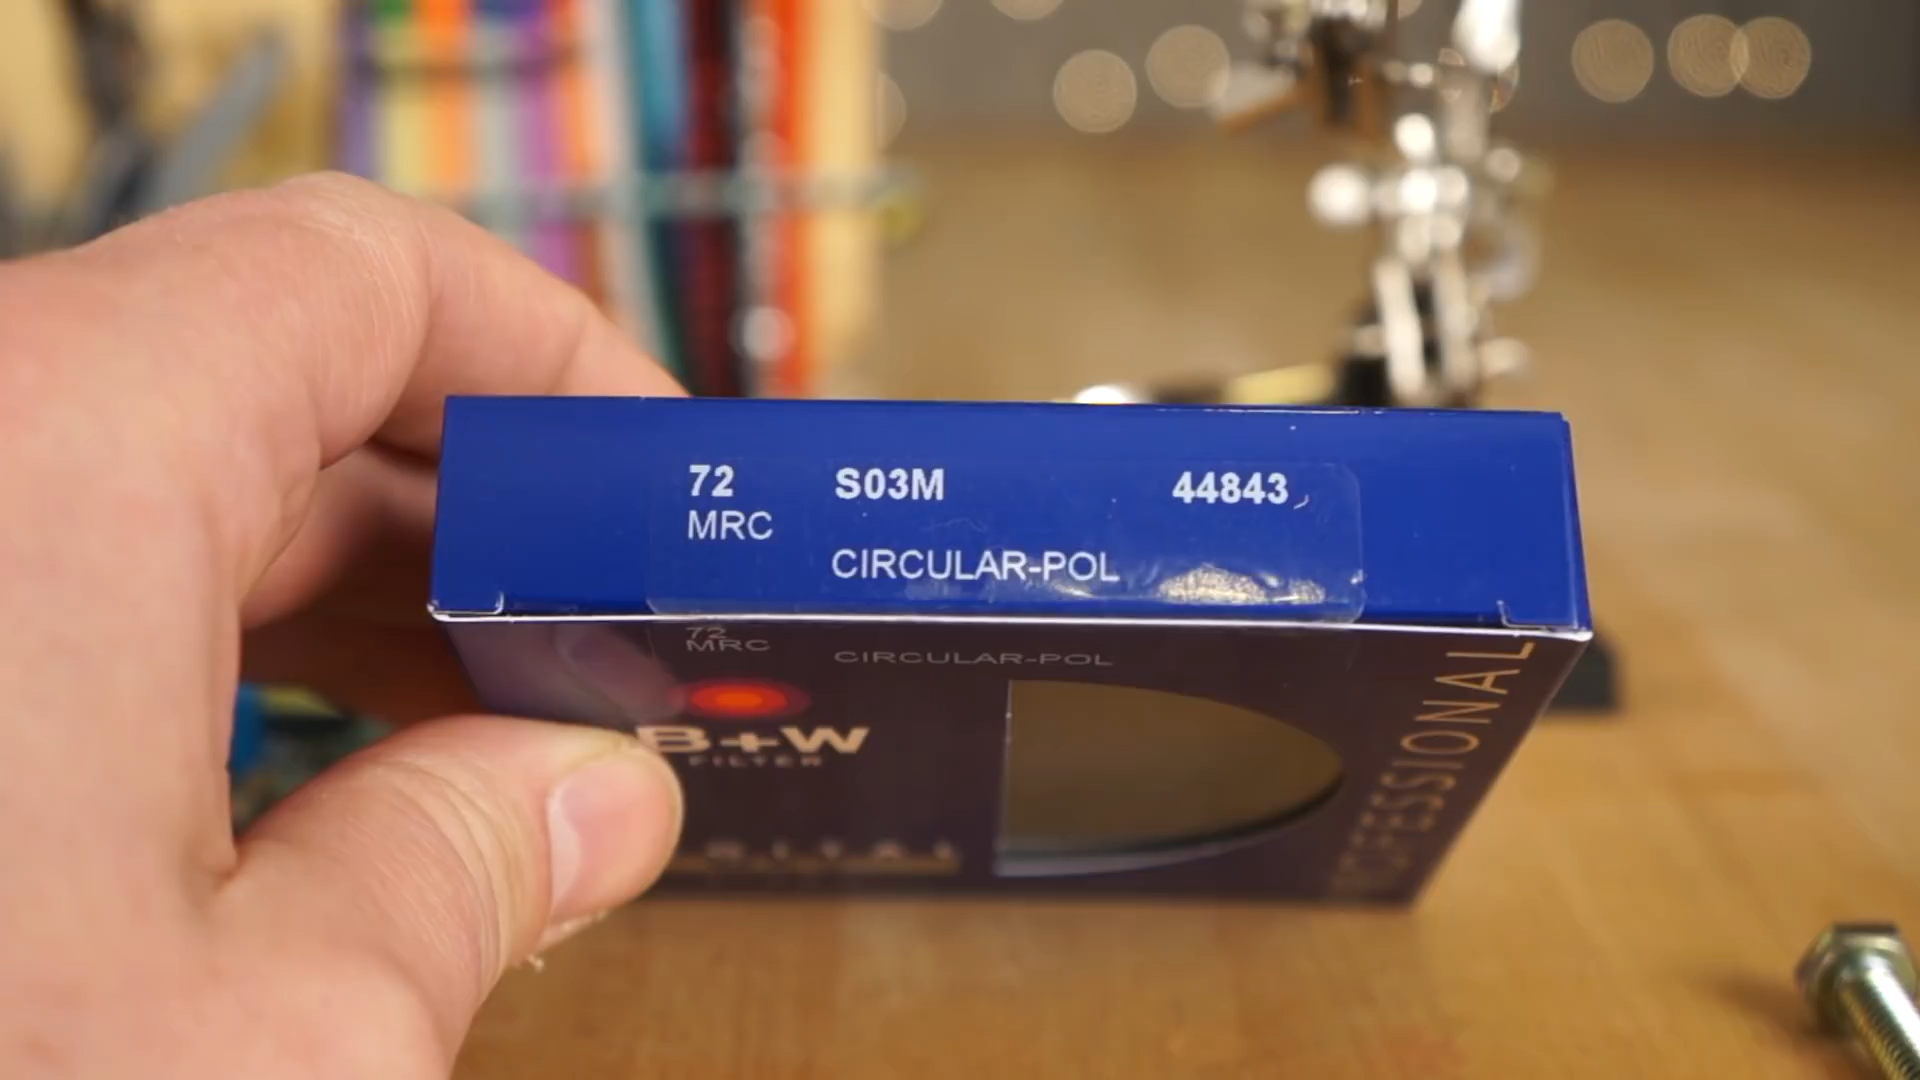 72 S03M 44843
MRC
CIRCULAR-POL
72
MRC CIRCULAR-POL
B+W
FILTER
PROFESSIONAL